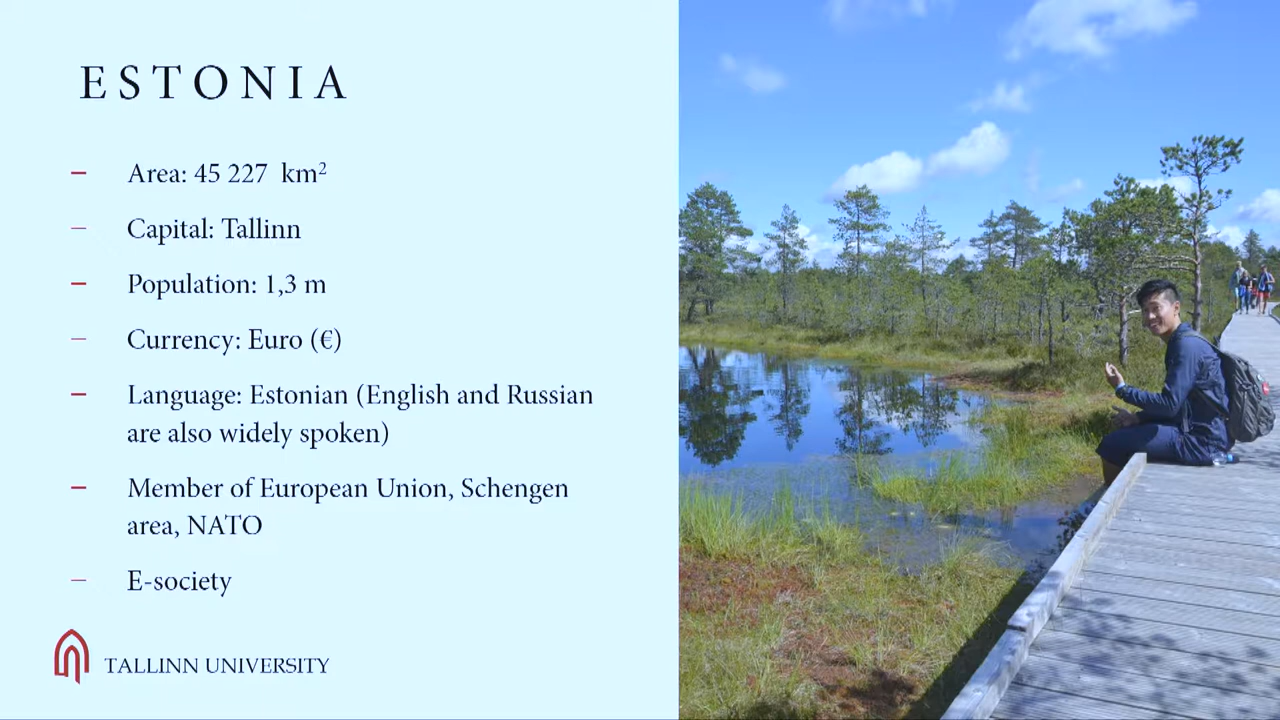 ESTONIA
– Area: 45 227 km²
– Capital: Tallinn
– Population: 1,3 m
– Currency: Euro (€)
– Language: Estonian (English and Russian
are also widely spoken)
– Member of European Union, Schengen
area, NATO
– E-society
TALLINN UNIVERSITY